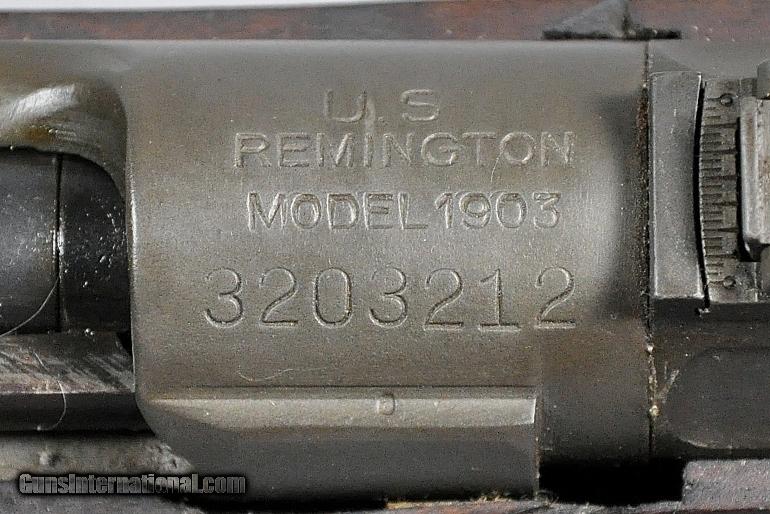 U.S
REMINGTON
MODEL 1903
3203212
GunsInternational.com